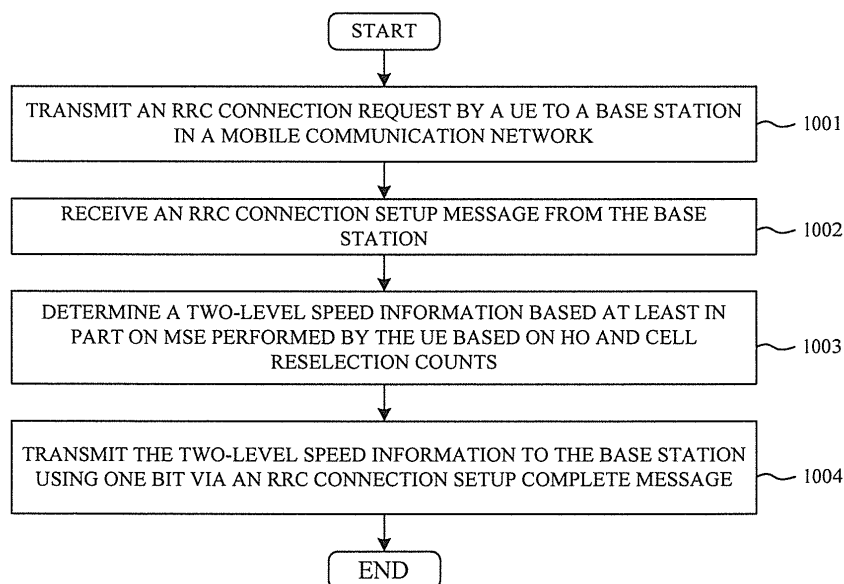 START
TRANSMIT AN RRC CONNECTION REQUEST BY A UE TO A BASE STATION
IN A MOBILE COMMUNICATION NETWORK
1001
RECEIVE AN RRC CONNECTION SETUP MESSAGE FROM THE BASE
STATION
1002
DETERMINE A TWO-LEVEL SPEED INFORMATION BASED AT LEAST IN
PART ON MSE PERFORMED BY THE UE BASED ON HO AND CELL
RESELECTION COUNTS
1003
TRANSMIT THE TWO-LEVEL SPEED INFORMATION TO THE BASE STATION
USING ONE BIT VIA AN RRC CONNECTION SETUP COMPLETE MESSAGE
1004
END